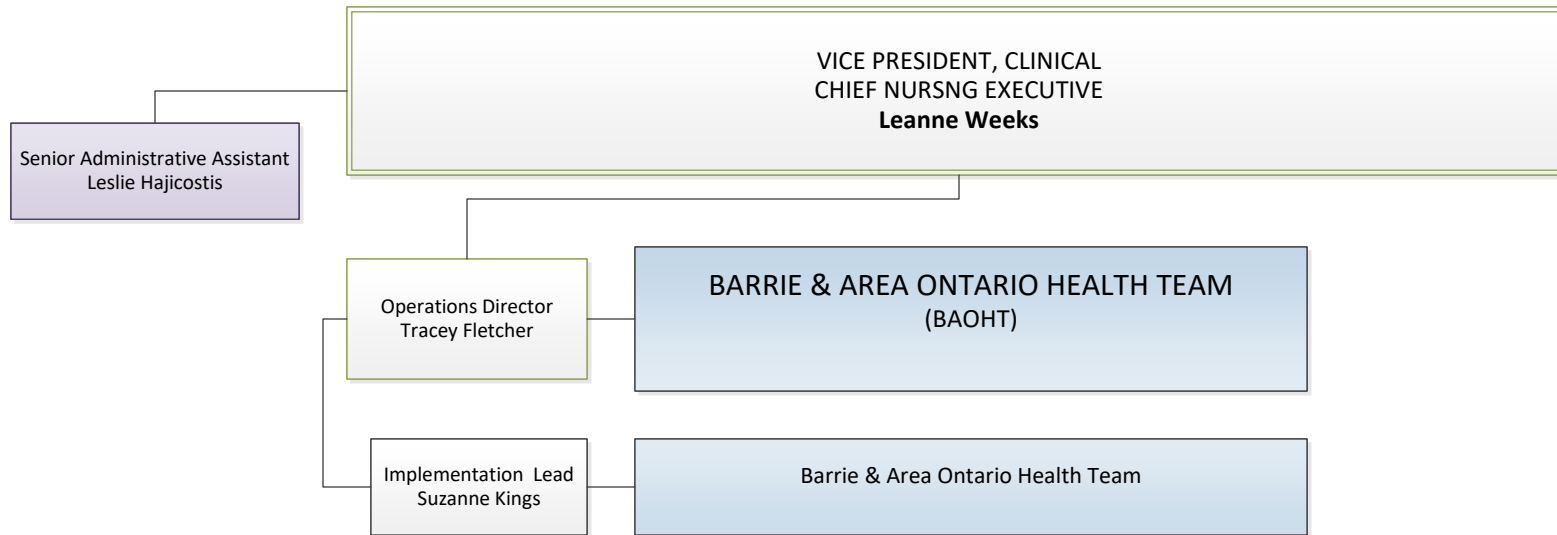 VICE PRESIDENT, CLINICAL
CHIEF NURSNG EXECUTIVE
Leanne Weeks
Senior Administrative Assistant
Leslie Hajicostis
Operations Director
Tracey Fletcher
BARRIE & AREA ONTARIO HEALTH TEAM
(BAOHT)
Implementation  Lead
Suzanne Kings
Barrie & Area Ontario Health Team